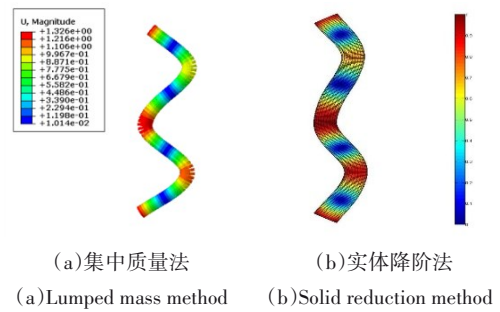 U, Magnitude
+1.326e+00
+1.216e+00
+1.106e+00
+9.967e-01
+8.871e-01
+7.775e-01
+6.679e-01
+5.582e-01
+4.486e-01
+3.390e-01
+2.294e-01
+1.198e-01
+1.014e-02
(a)集中质量法
(b)实体降阶法
(a)Lumped mass method
(b)Solid reduction method